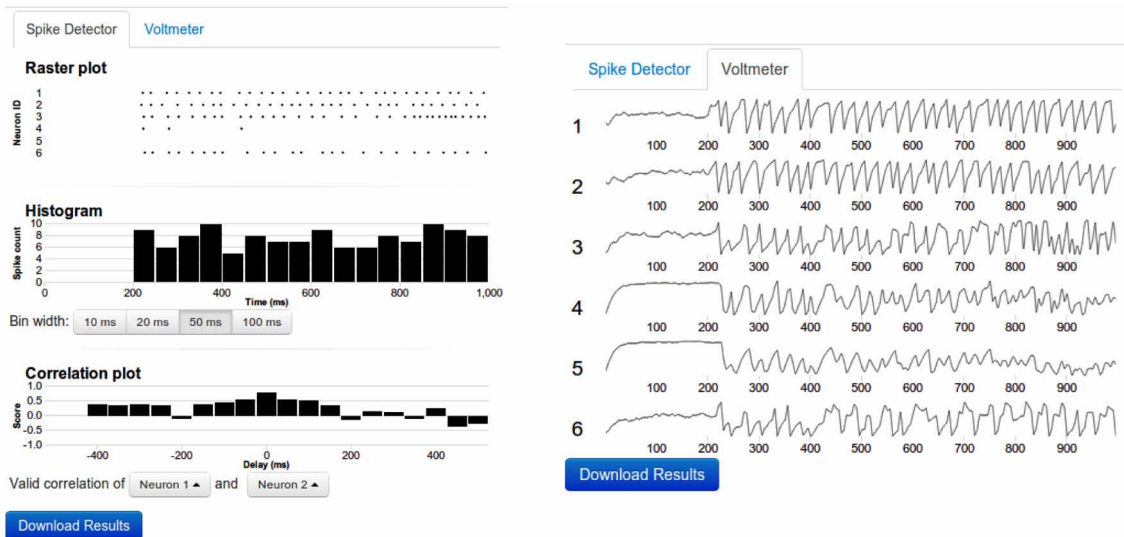 Spike Detector Voltmeter
Raster plot
Neuron ID
1
2
3
4
5
6
Histogram
Spike count
10
8
6
4
2
0
0 200 400 600 800 1,000
Time (ms)
Bin width: 10 ms 20 ms 50 ms 100 ms
Correlation plot
Score
1.0
0.5
0.0
-0.5
-1.0
-400 -200 0 200 400
Delay (ms)
Valid correlation of Neuron 1 and Neuron 2
Download Results
Spike Detector Voltmeter
1
100 200 300 400 500 600 700 800 900
2
100 200 300 400 500 600 700 800 900
3
100 200 300 400 500 600 700 800 900
4
100 200 300 400 500 600 700 800 900
5
100 200 300 400 500 600 700 800 900
6
100 200 300 400 500 600 700 800 900
Download Results